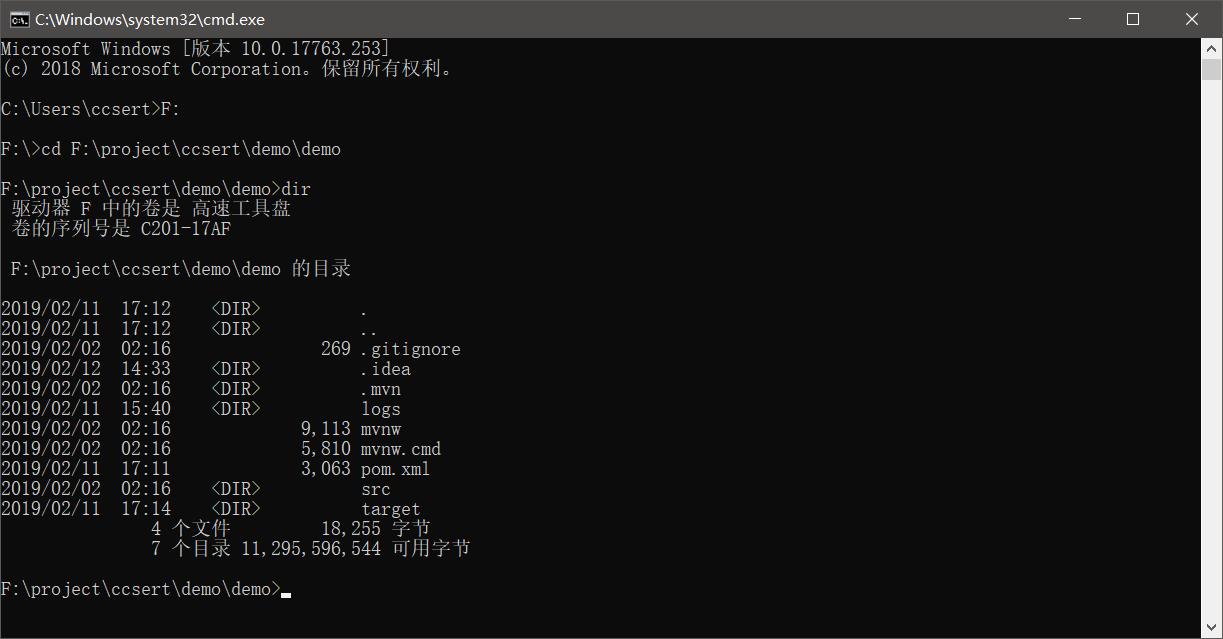 C:\Windows\system32\cmd.exe
Microsoft Windows [版本 10.0.17763.253]
(c) 2018 Microsoft Corporation。保留所有权利。
C:\Users\ccsert>F:
F:\>cd F:\project\ccsert\demo\demo
F:\project\ccsert\demo\demo>dir
 驱动器 F 中的卷是 高速工具盘
 卷的序列号是 C201-17AF
 F:\project\ccsert\demo\demo 的目录
2019/02/11  17:12    <DIR>          .
2019/02/11  17:12    <DIR>          ..
2019/02/02  02:16               269 .gitignore
2019/02/12  14:33    <DIR>          .idea
2019/02/02  02:16    <DIR>          .mvn
2019/02/11  15:40    <DIR>          logs
2019/02/02  02:16             9,113 mvnw
2019/02/02  02:16             5,810 mvnw.cmd
2019/02/11  17:11             3,063 pom.xml
2019/02/02  02:16    <DIR>          src
2019/02/11  17:14    <DIR>          target
               4 个文件         18,255 字节
               7 个目录 11,295,596,544 可用字节
F:\project\ccsert\demo\demo>